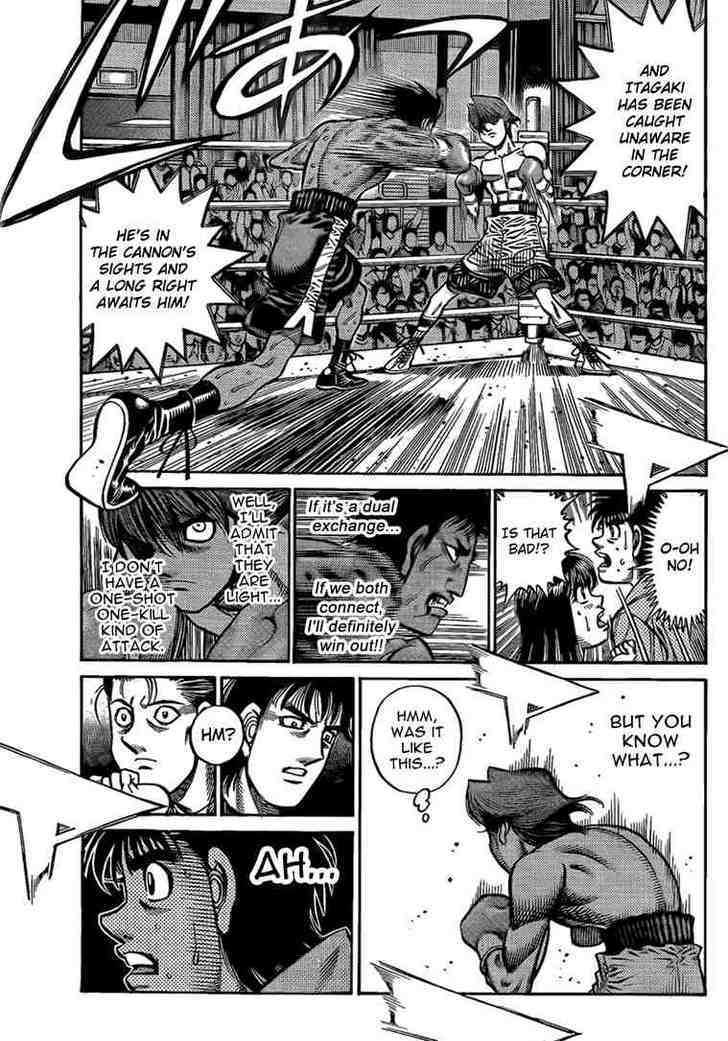 AND
ITAGAKI
HAS BEEN
CAUGHT
UNAWARE
IN THE
CORNER!
HE'S IN
THE CANNON'S
SIGHTS AND
A LONG RIGHT
AWAITS HIM!
O-OH
NO!
IS THAT
BAD!?
If it's a dual
exchange...
If we both
connect,
I'll definitely
win out!!
WELL,
I'LL
ADMIT
THAT
THEY
ARE
LIGHT...
I DON'T
HAVE A
ONE-SHOT
ONE-KILL
KIND OF
ATTACK.
BUT YOU
KNOW
WHAT...?
HMM,
WAS IT
LIKE
THIS...?
HM?
AH...